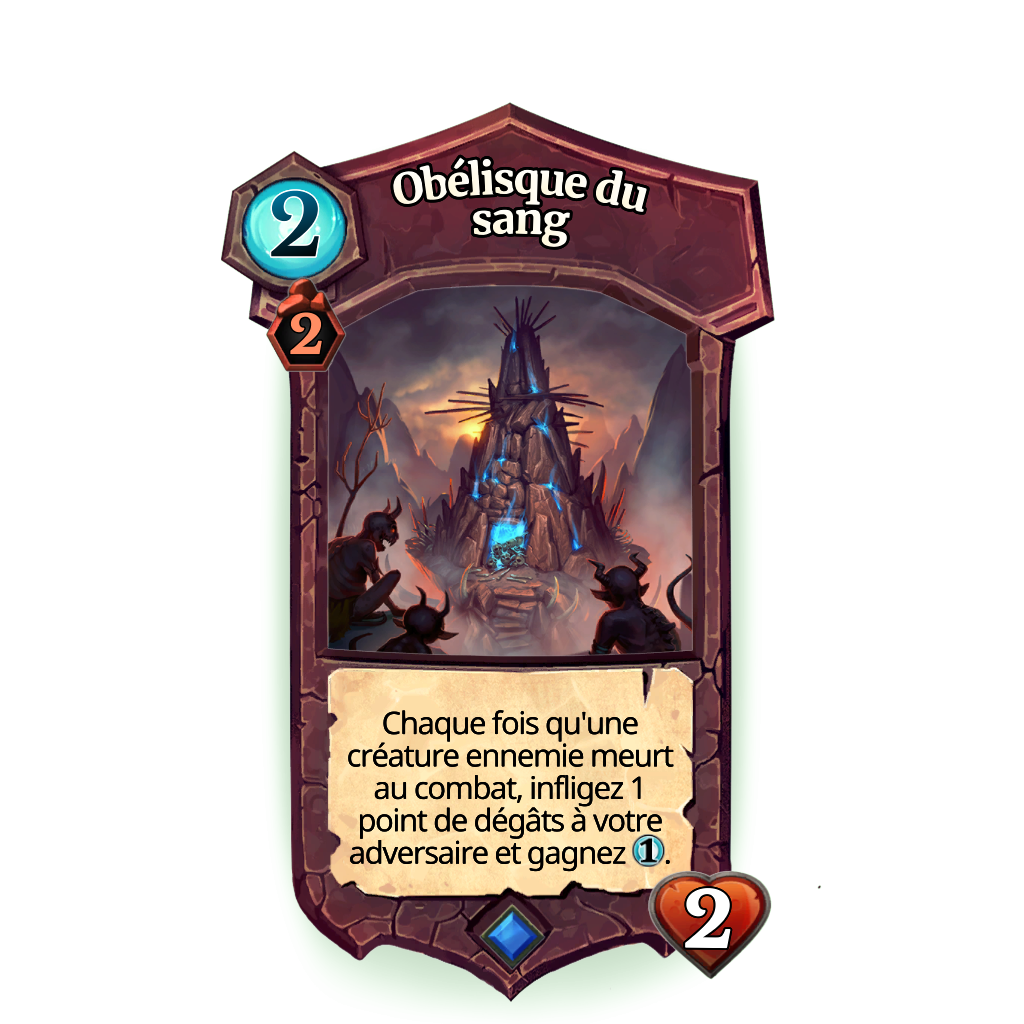 2
Obélisque du
sang
2
Chaque fois qu'une
créature ennemie meurt
au combat, infligez 1
point de dégâts à votre
adversaire et gagnez 1.
2